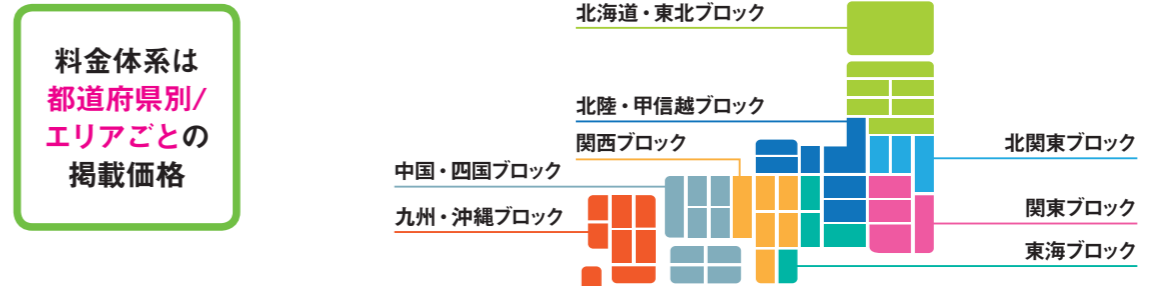 料金体系は
都道府県別/
エリアごとの
掲載価格
北海道・東北ブロック
北陸・甲信越ブロック
関西ブロック
中国・四国ブロック
九州・沖縄ブロック
北関東ブロック
関東ブロック
東海ブロック